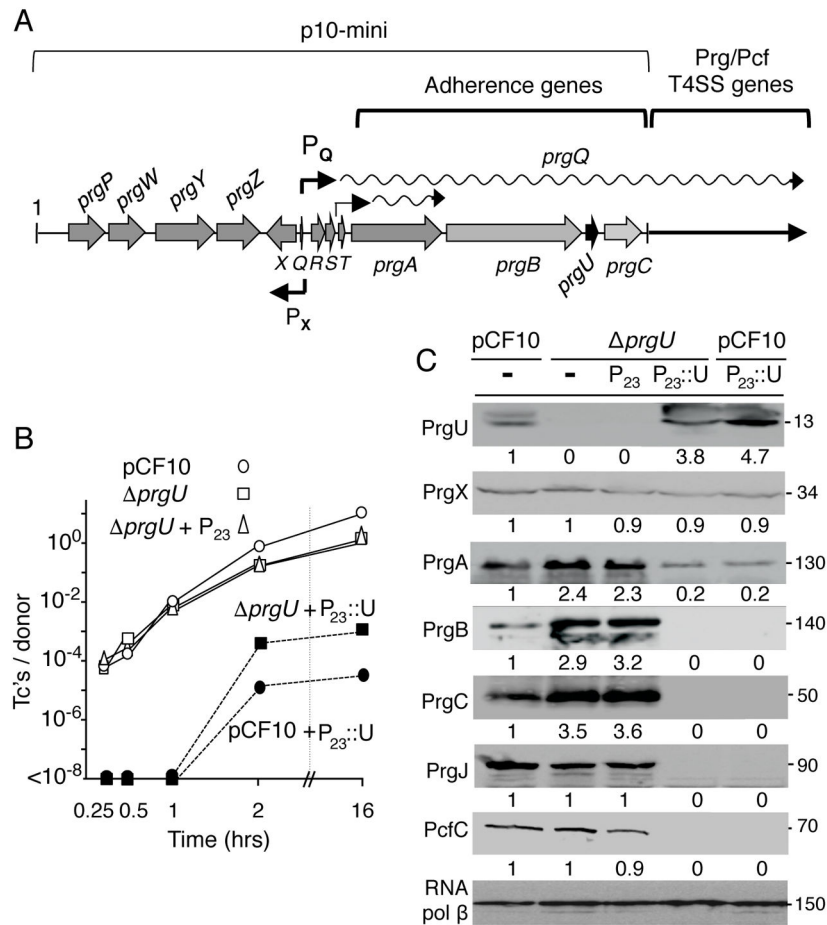 A
p10-mini
Prg/Pcf
T4SS genes
Adherence genes
P_Q
prgQ
prgP
prgW
prgY
prgZ
1
X Q R S T prgA prgB prgU prgC
P_X
B
pCF10
ΔprgU
ΔprgU + P23
ΔprgU + P23::U
pCF10 + P23::U
Tc's / donor
10^0
10^-2
10^-4
10^-6
<10^-8
0.25 0.5 1 2 16
Time (hrs)
C
pCF10 ΔprgU pCF10
- - P23 P23::U P23::U
PrgU -13
1 0 0 3.8 4.7
PrgX - 34
1 1 0.9 0.9 0.9
PrgA -130
1 2.4 2.3 0.2 0.2
PrgB - 140
1 2.9 3.2 0 0
PrgC - 50
1 3.5 3.6 0 0
PrgJ - 90
1 1 1 0 0
PcfC - 70
1 1 0.9 0 0
RNA
pol β -150